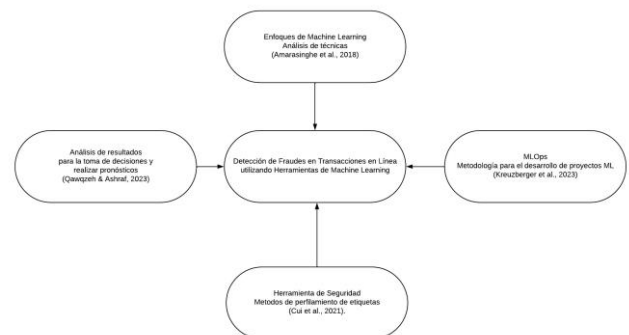 Enfoques de Machine Learning
Análisis de técnicas
(Amarasinghe et al., 2018)
Análisis de resultados
para la toma de decisiones y
realizar pronósticos
(Qawqzeh & Ashraf, 2023)
Detección de Fraudes en Transacciones en Línea
utilizando Herramientas de Machine Learning
MLOps
Metodología para el desarrollo de proyectos ML
(Kreuzberger et al., 2023)
Herramienta de Seguridad
Metodos de perfilamiento de etiquetas
(Cui et al., 2021).